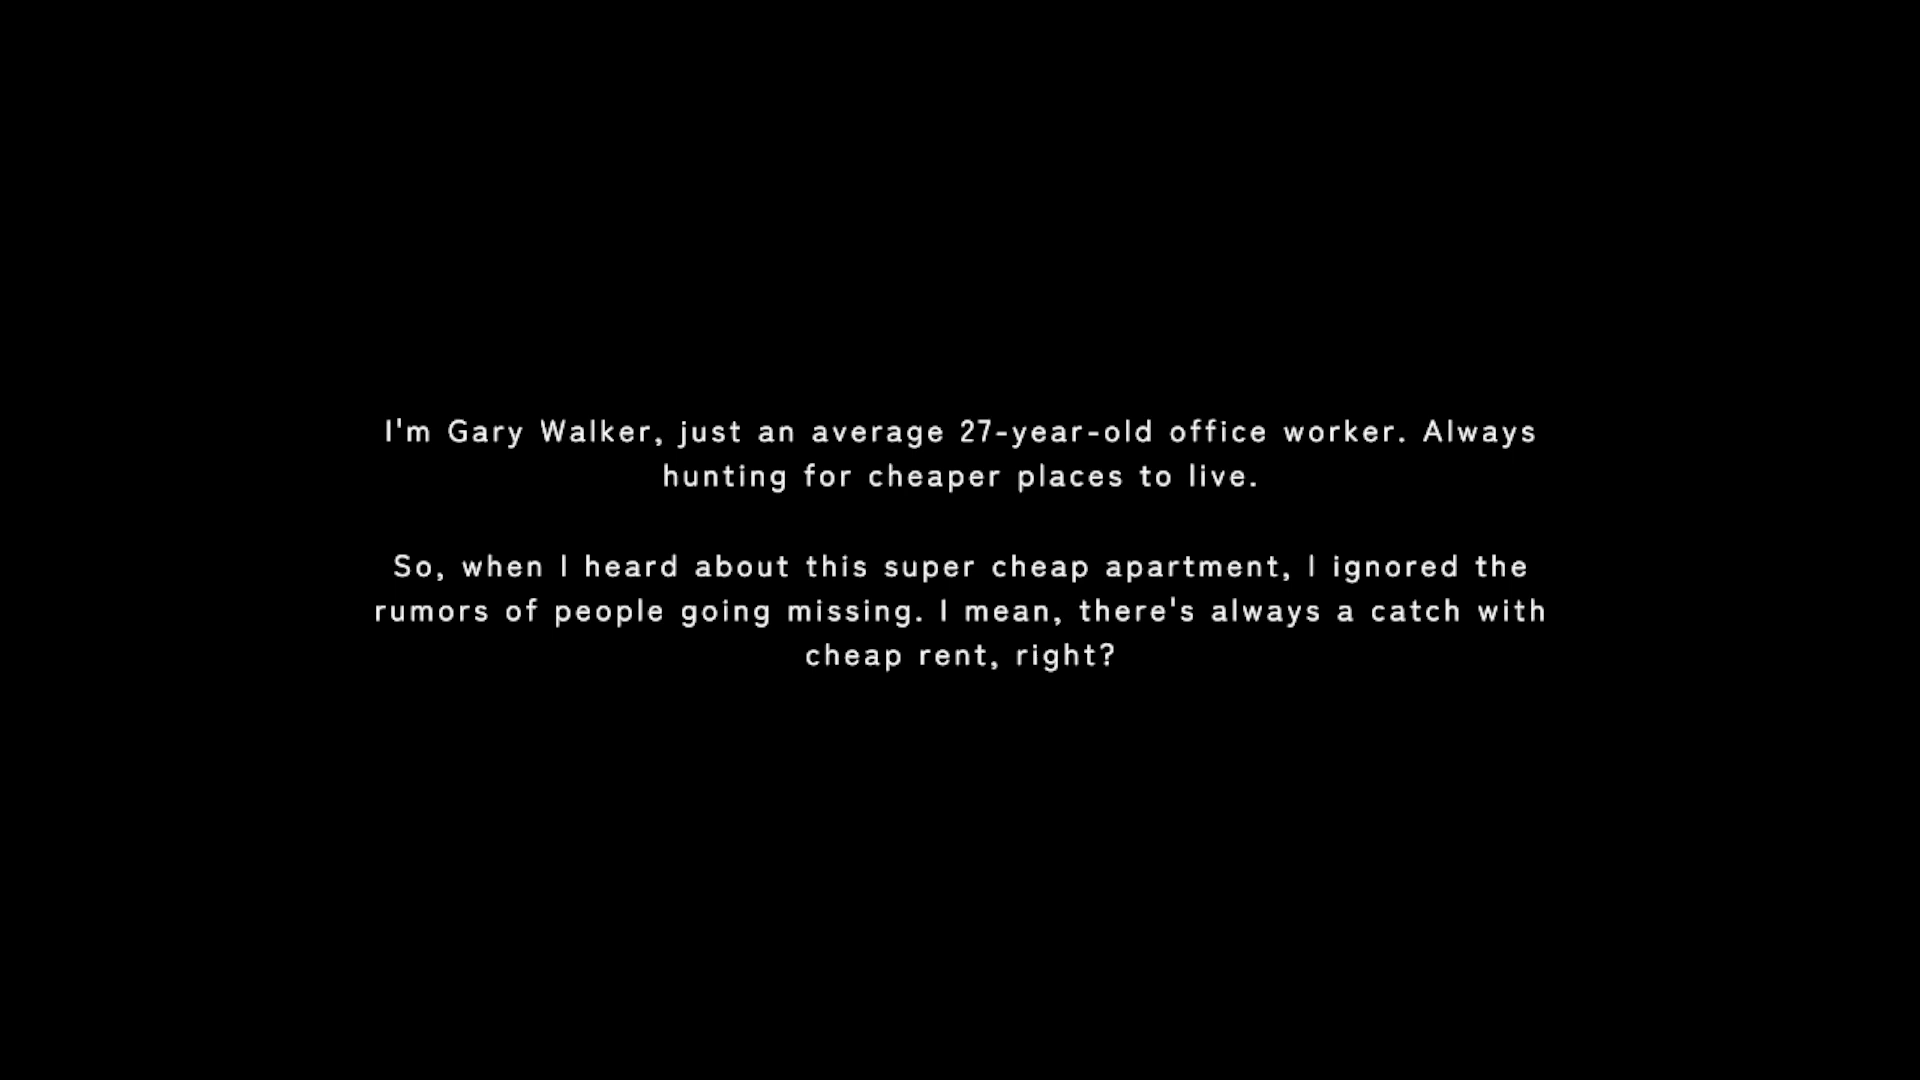 I'm Gary Walker, just an average 27-year-old office worker. Always
hunting for cheaper places to live.
So, when I heard about this super cheap apartment, I ignored the
rumors of people going missing. I mean, there's always a catch with
cheap rent, right?